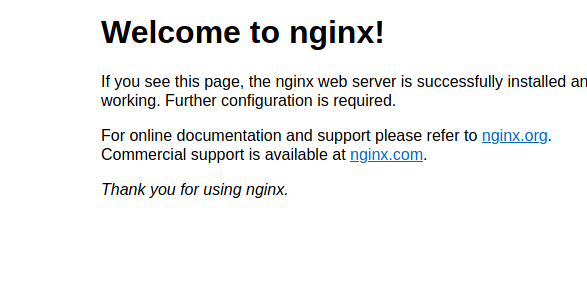 Welcome to nginx!
If you see this page, the nginx web server is successfully installed an
working. Further configuration is required.
For online documentation and support please refer to nginx.org.
Commercial support is available at nginx.com.
Thank you for using nginx.